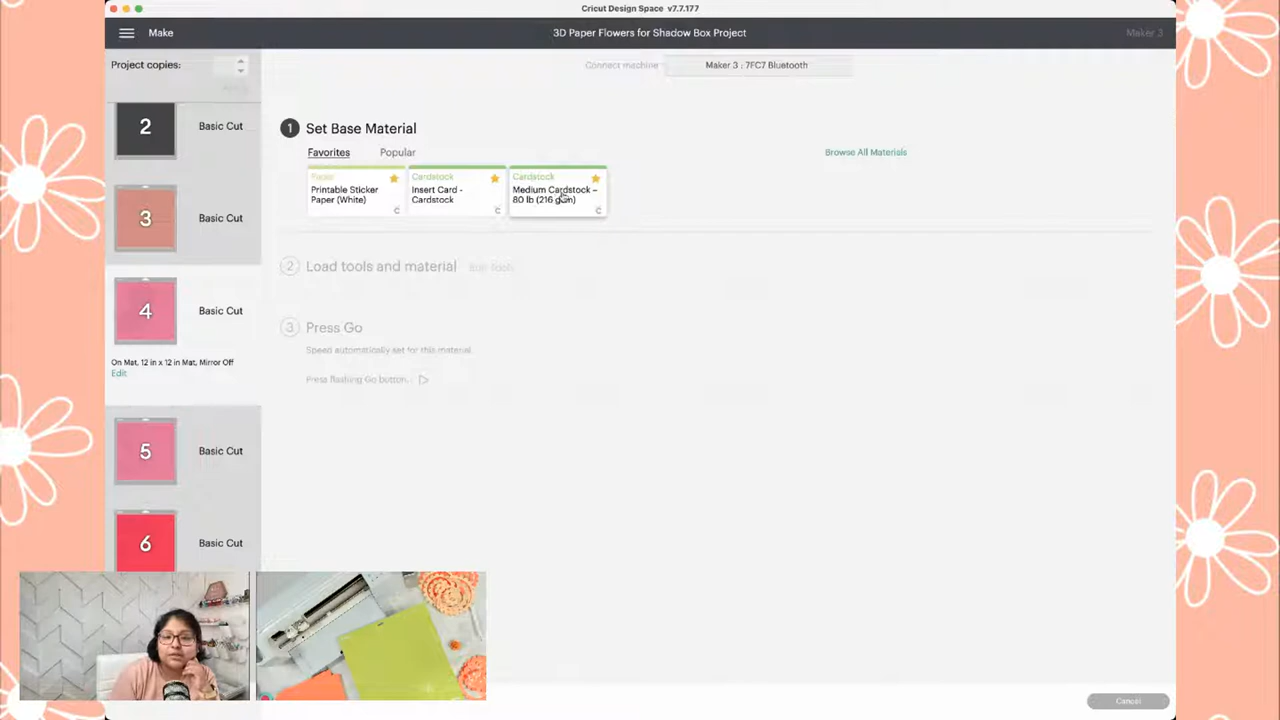 Cricut Design Space v7.7.177
Make
3D Paper Flowers for Shadow Box Project
Maker 3
Project copies:
Connect machine
Maker 3 : 7FC7 Bluetooth
2 Basic Cut
3 Basic Cut
4 Basic Cut
On Mat, 12 in x 12 in Mat, Mirror Off
Edit
5 Basic Cut
6 Basic Cut
1 Set Base Material
Favorites Popular
Browse All Materials
Paper
Printable Sticker
Paper (White)
C
Cardstock
Insert Card -
Cardstock
C
Cardstock
Medium Cardstock –
80 lb (216 gsm)
C
2 Load tools and material Edit Tools
3 Press Go
Speed automatically set for this material.
Press flashing Go button.
Cancel